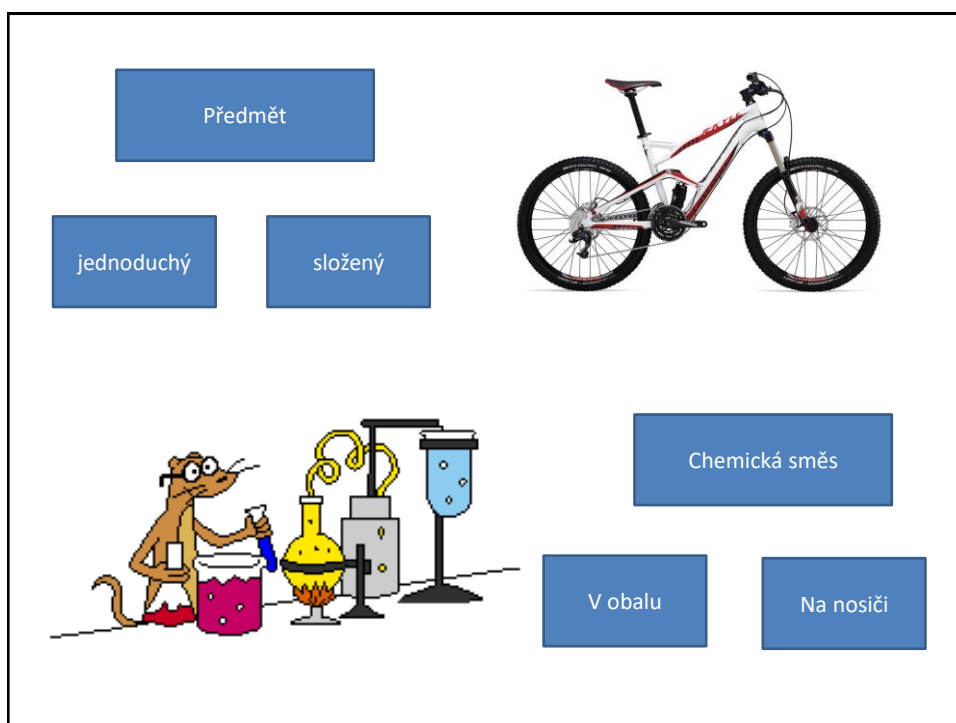 Předmět
jednoduchý
složený
Chemická směs
V obalu
Na nosiči